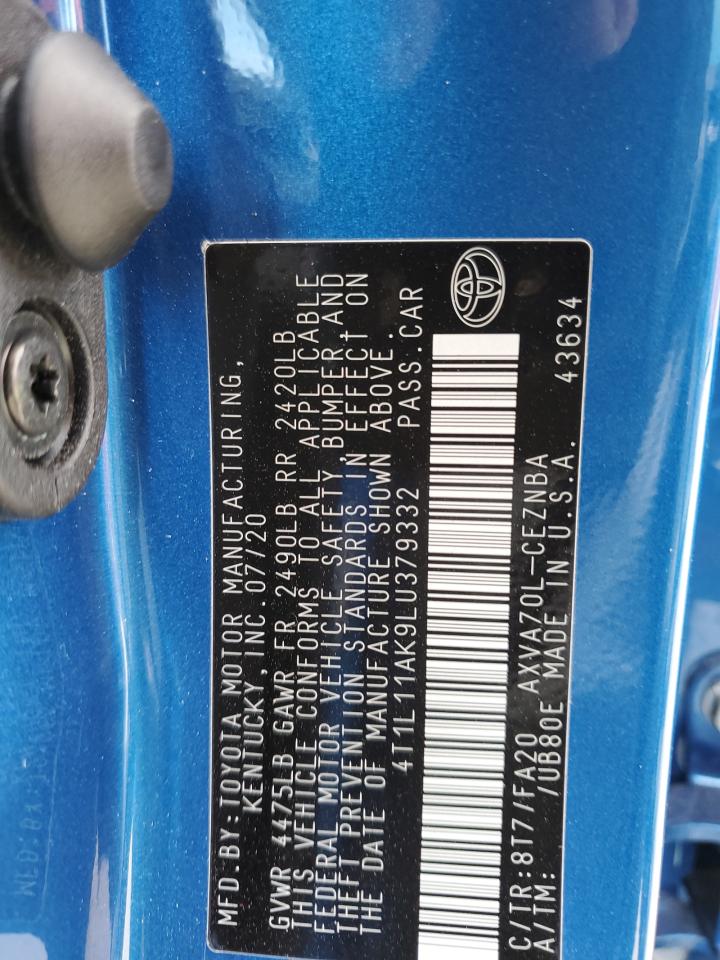 MFD.BY:TOYOTA MOTOR MANUFACTURING,
KENTUCKY, INC.07/20
GVWR 4475LB GAWR FR 2490LB RR 2420LB
THIS VEHICLE CONFORMS TO ALL APPLICABLE
FEDERAL MOTOR VEHICLE SAFETY, BUMPER,AND
THEFT PREVENTION STANDARDS IN EFFECT ON
THE DATE OF MANUFACTURE SHOWN ABOVE.
4T1L11AK9LU379332 PASS.CAR
C/TR:8T7/FA20 AXVA70L-CEZNBA
A/TM: /UB80E MADE IN U.S.A. 43634